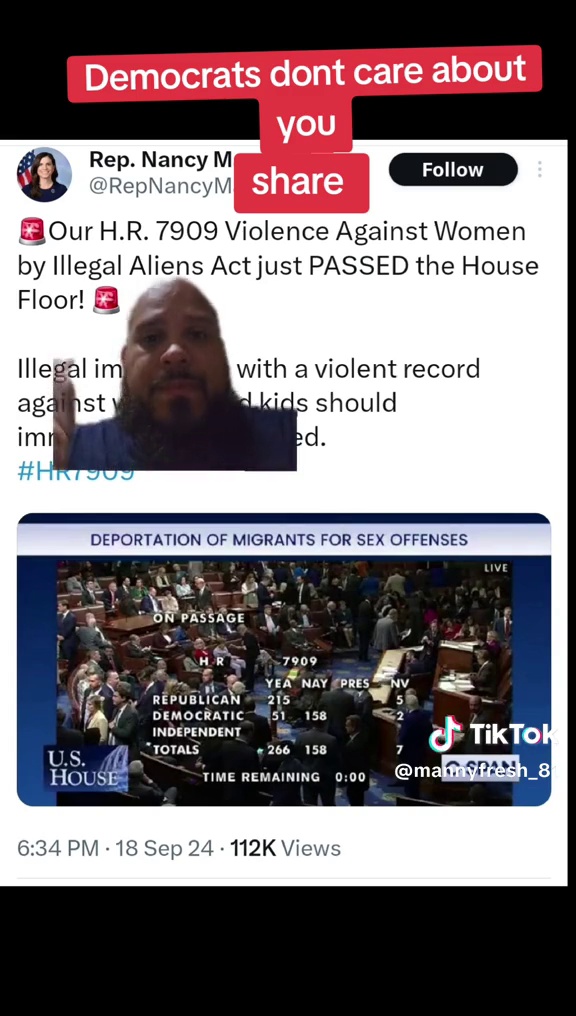 Democrats dont care about
you
share
Rep. Nancy M
@RepNancyM
Follow
🚨Our H.R. 7909 Violence Against Women
by Illegal Aliens Act just PASSED the House
Floor! 🚨
Illegal im with a violent record
against kids should
ed.
#HR7909
DEPORTATION OF MIGRANTS FOR SEX OFFENSES
LIVE
ON PASSAGE
H R 7909
YEA NAY PRES NV
REPUBLICAN 215 5
DEMOCRATIC 51 158 2
INDEPENDENT
TOTALS 266 158 7
TIME REMAINING 0:00
U.S.
HOUSE
TikTok
@mannyfresh_8
C-SPAN
6:34 PM · 18 Sep 24 · 112K Views